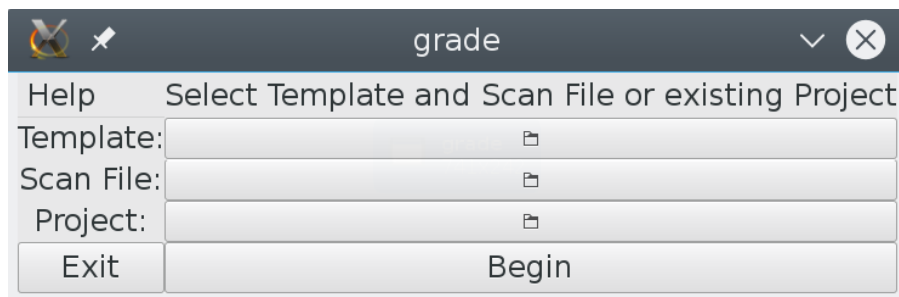 grade
Help Select Template and Scan File or existing Project
Template:
Scan File:
Project:
Exit Begin